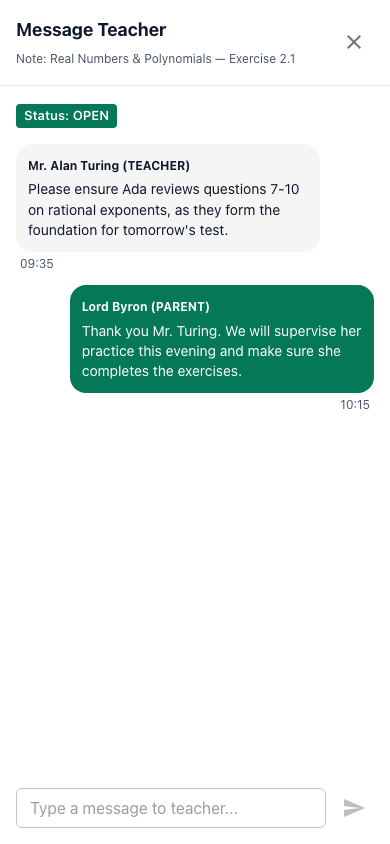 Message Teacher
Note: Real Numbers & Polynomials — Exercise 2.1
Status: OPEN
Mr. Alan Turing (TEACHER)
Please ensure Ada reviews questions 7-10
on rational exponents, as they form the
foundation for tomorrow's test.
09:35
Lord Byron (PARENT)
Thank you Mr. Turing. We will supervise her
practice this evening and make sure she
completes the exercises.
10:15
Type a message to teacher...